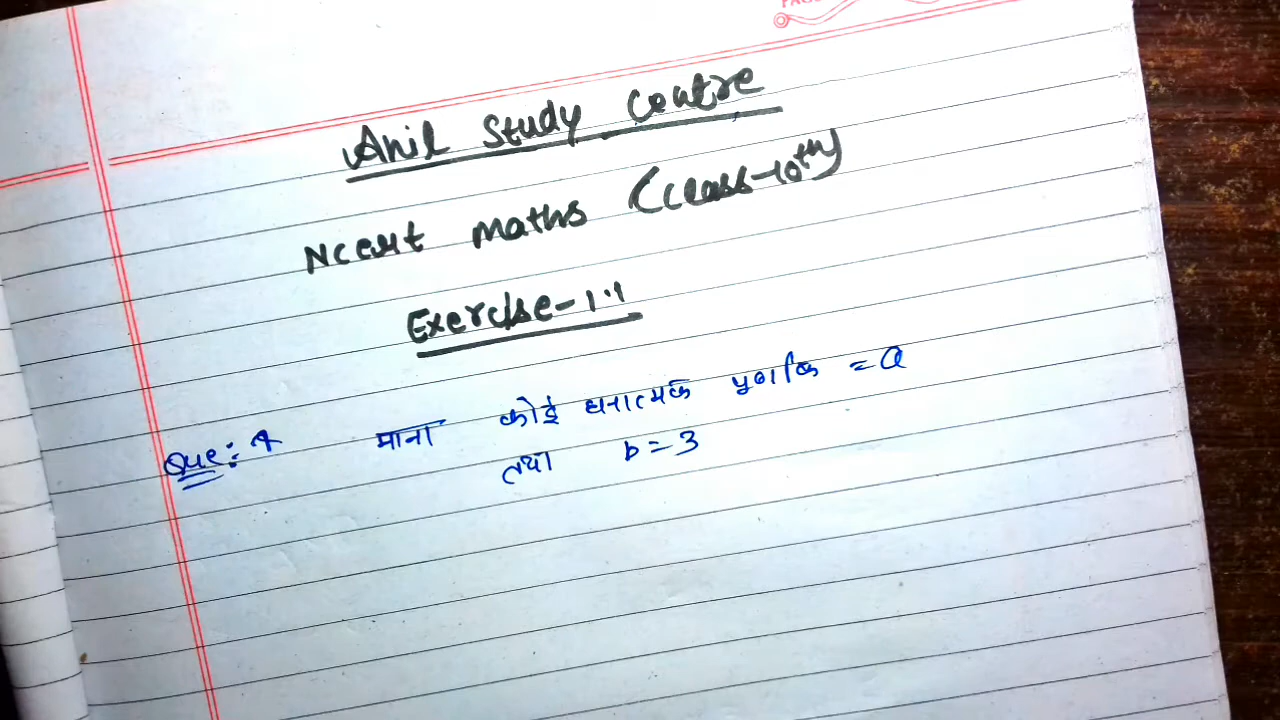 Anil Study Centre
Ncert maths (Class-10th)
Exercise-1.1
Que:4 माना कोई धनात्मक पूर्णांक = a
तथा b=3